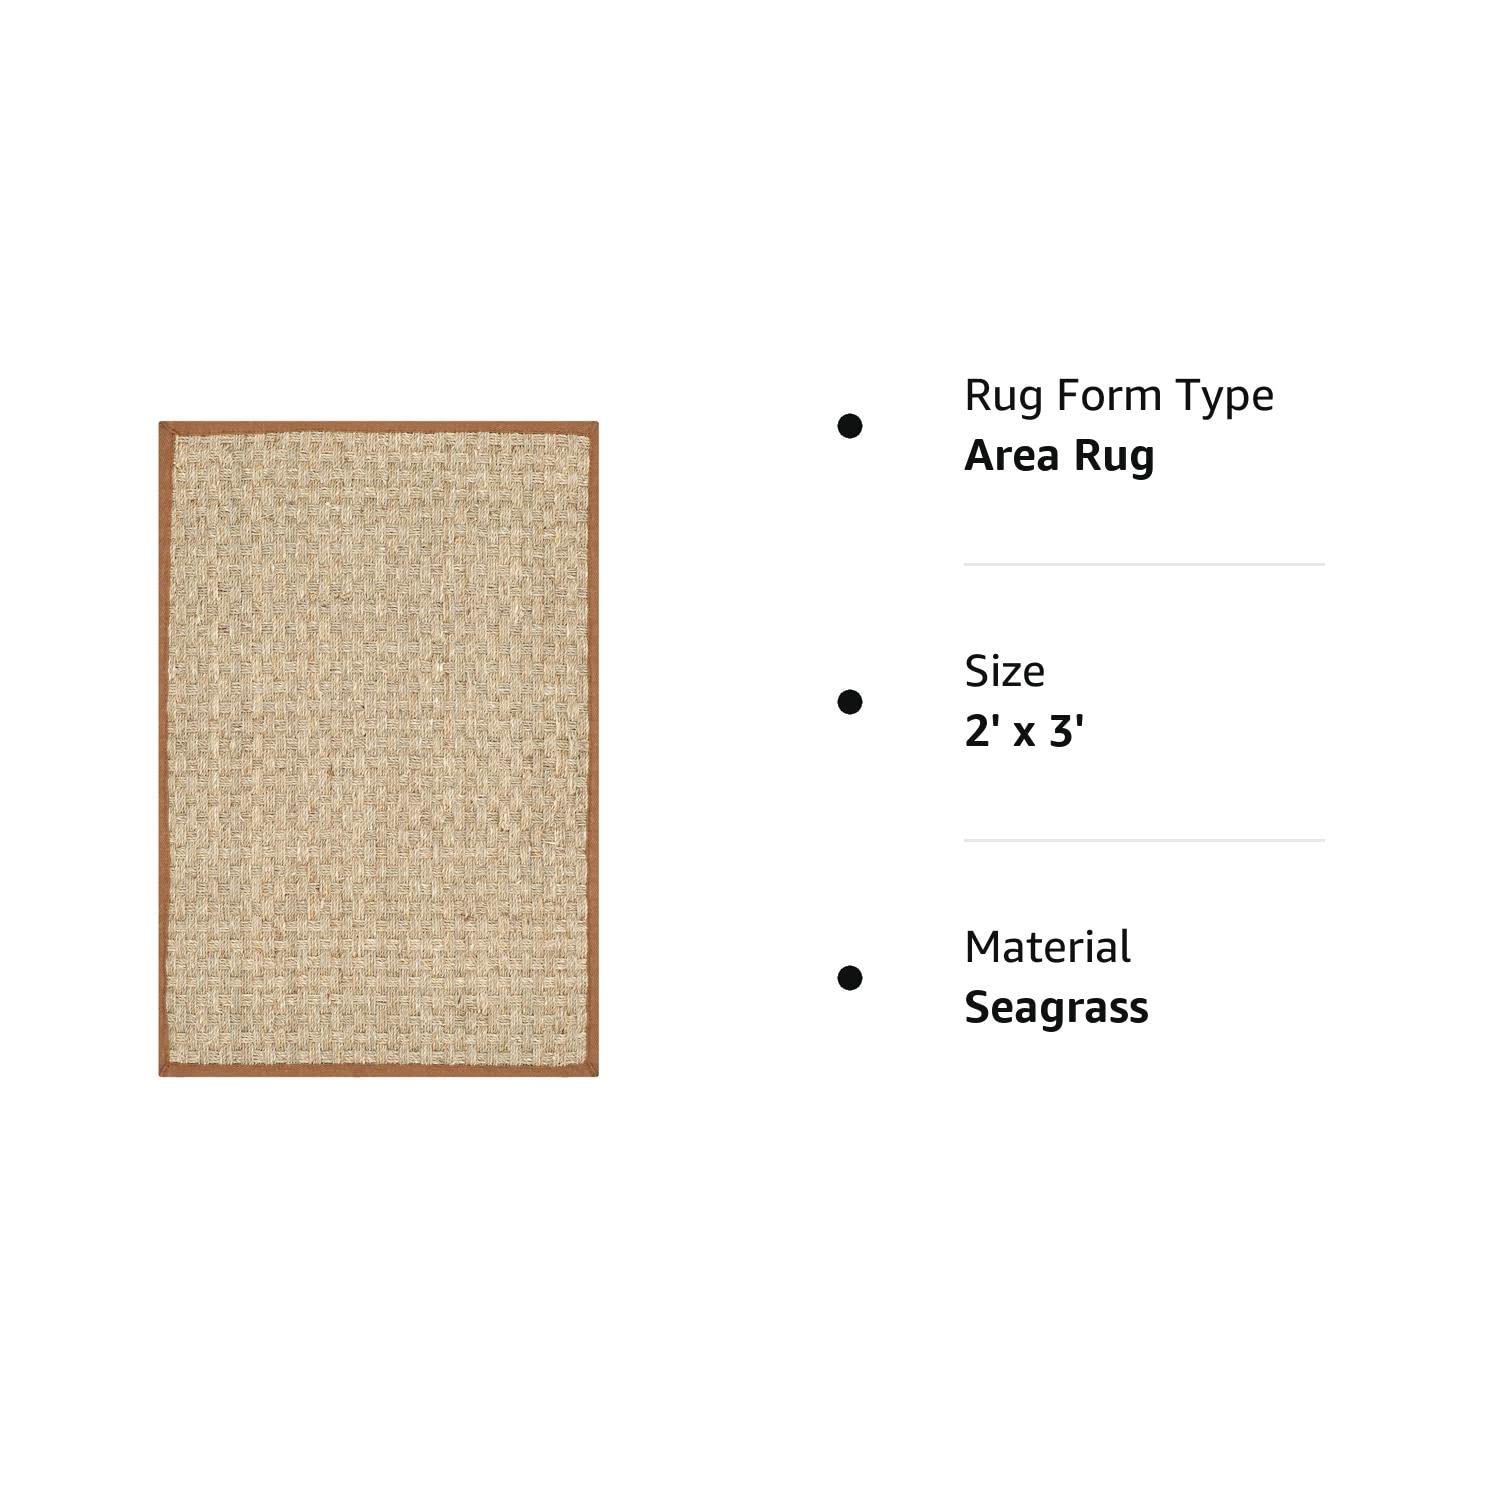 Rug Form Type
Area Rug
Size
2' x 3'
Material
Seagrass